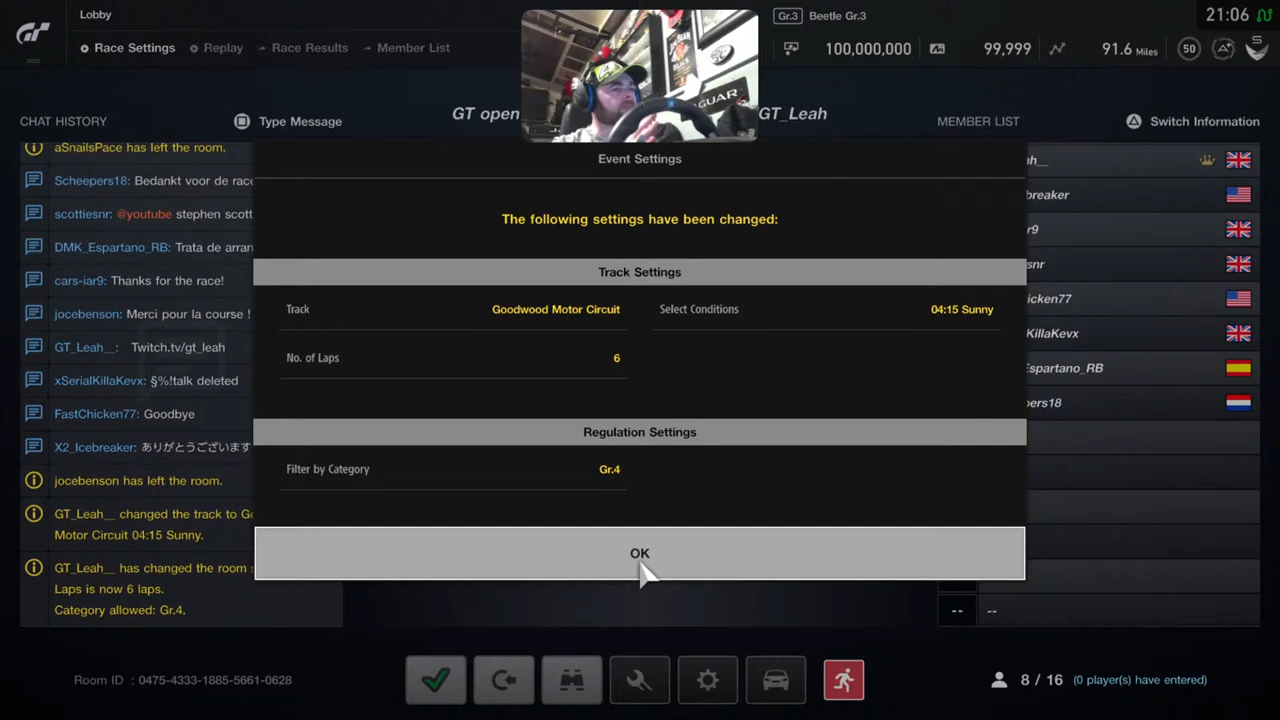 Lobby
Race Settings
Replay
Race Results
Member List
Gr.3
Beetle Gr.3
21:06
100,000,000
99,999
91.6 Miles
50
S
CHAT HISTORY
Type Message
GT open
GT_Leah
MEMBER LIST
Switch Information
JAGUAR
aSnailsPace has left the room.
Scheepers18: Bedankt voor de race
scottiesnr: @youtube stephen scott
DMK_Espartano_RB: Trata de arran
cars-iar9: Thanks for the race!
jocebenson: Merci pour la course !
GT_Leah__: Twitch.tv/gt_leah
xSerialKillaKevx: §%!talk deleted
FastChicken77: Goodbye
X2_Icebreaker: ありがとうございます
jocebenson has left the room.
GT_Leah__ changed the track to Go
Motor Circuit 04:15 Sunny.
GT_Leah__ has changed the room s
Laps is now 6 laps.
Category allowed: Gr.4.
Event Settings
The following settings have been changed:
Track Settings
Track
Goodwood Motor Circuit
Select Conditions
04:15 Sunny
No. of Laps
6
Regulation Settings
Filter by Category
Gr.4
OK
h__
breaker
r9
snr
icken77
KillaKevx
Espartano_RB
pers18
-- --
Room ID : 0475-4333-1885-5661-0628
8 / 16
(0 player(s) have entered)